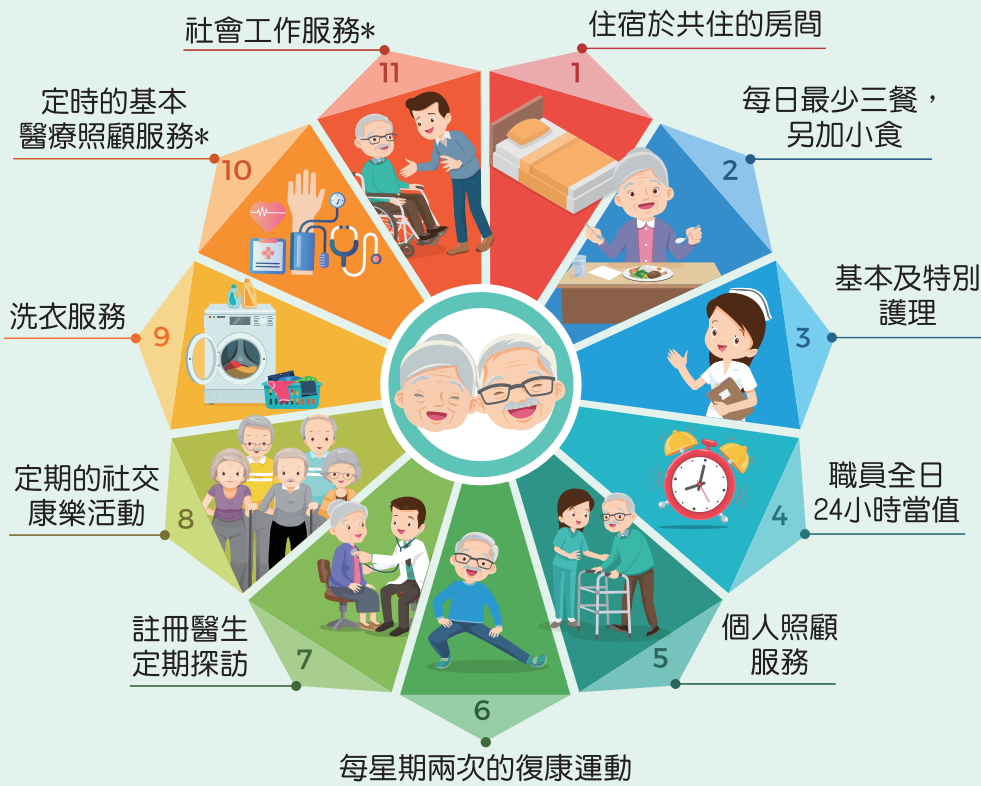 1
住宿於共住的房間
2
每日最少三餐，
另加小食
3
基本及特別
護理
4
職員全日
24小時當值
5
個人照顧
服務
6
每星期兩次的復康運動
7
註冊醫生
定期探訪
8
定期的社交
康樂活動
9
洗衣服務
10
定時的基本
醫療照顧服務*
11
社會工作服務*